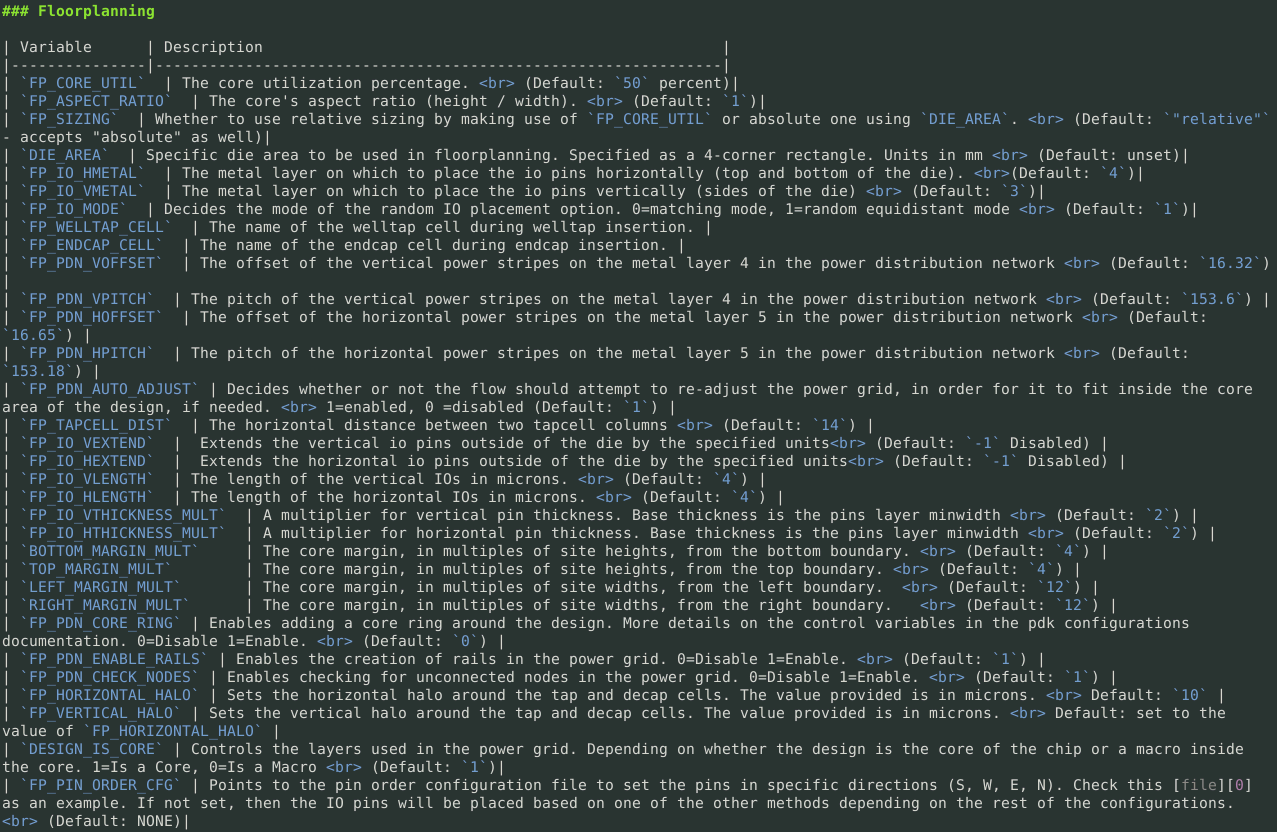 ### Floorplanning
| Variable      | Description                                                   |
|---------------|---------------------------------------------------------------|
| `FP_CORE_UTIL`  | The core utilization percentage. <br> (Default: `50` percent)|
| `FP_ASPECT_RATIO`  | The core's aspect ratio (height / width). <br> (Default: `1`)|
| `FP_SIZING`  | Whether to use relative sizing by making use of `FP_CORE_UTIL` or absolute one using `DIE_AREA`. <br> (Default: `"relative"`
- accepts "absolute" as well)|
| `DIE_AREA`  | Specific die area to be used in floorplanning. Specified as a 4-corner rectangle. Units in mm <br> (Default: unset)|
| `FP_IO_HMETAL`  | The metal layer on which to place the io pins horizontally (top and bottom of the die). <br>(Default: `4`)|
| `FP_IO_VMETAL`  | The metal layer on which to place the io pins vertically (sides of the die) <br> (Default: `3`)|
| `FP_IO_MODE`  | Decides the mode of the random IO placement option. 0=matching mode, 1=random equidistant mode <br> (Default: `1`)|
| `FP_WELLTAP_CELL`  | The name of the welltap cell during welltap insertion. |
| `FP_ENDCAP_CELL`  | The name of the endcap cell during endcap insertion. |
| `FP_PDN_VOFFSET`  | The offset of the vertical power stripes on the metal layer 4 in the power distribution network <br> (Default: `16.32`)
|
| `FP_PDN_VPITCH`  | The pitch of the vertical power stripes on the metal layer 4 in the power distribution network <br> (Default: `153.6`) |
| `FP_PDN_HOFFSET`  | The offset of the horizontal power stripes on the metal layer 5 in the power distribution network <br> (Default:
`16.65`) |
| `FP_PDN_HPITCH`  | The pitch of the horizontal power stripes on the metal layer 5 in the power distribution network <br> (Default:
`153.18`) |
| `FP_PDN_AUTO_ADJUST` | Decides whether or not the flow should attempt to re-adjust the power grid, in order for it to fit inside the core
area of the design, if needed. <br> 1=enabled, 0 =disabled (Default: `1`) |
| `FP_TAPCELL_DIST`  | The horizontal distance between two tapcell columns <br> (Default: `14`) |
| `FP_IO_VEXTEND`  |  Extends the vertical io pins outside of the die by the specified units<br> (Default: `-1` Disabled) |
| `FP_IO_HEXTEND`  |  Extends the horizontal io pins outside of the die by the specified units<br> (Default: `-1` Disabled) |
| `FP_IO_VLENGTH`  | The length of the vertical IOs in microns. <br> (Default: `4`) |
| `FP_IO_HLENGTH`  | The length of the horizontal IOs in microns. <br> (Default: `4`) |
| `FP_IO_VTHICKNESS_MULT`  | A multiplier for vertical pin thickness. Base thickness is the pins layer minwidth <br> (Default: `2`) |
| `FP_IO_HTHICKNESS_MULT`  | A multiplier for horizontal pin thickness. Base thickness is the pins layer minwidth <br> (Default: `2`) |
| `BOTTOM_MARGIN_MULT`     | The core margin, in multiples of site heights, from the bottom boundary. <br> (Default: `4`) |
| `TOP_MARGIN_MULT`        | The core margin, in multiples of site heights, from the top boundary. <br> (Default: `4`) |
| `LEFT_MARGIN_MULT`       | The core margin, in multiples of site widths, from the left boundary.  <br> (Default: `12`) |
| `RIGHT_MARGIN_MULT`      | The core margin, in multiples of site widths, from the right boundary.   <br> (Default: `12`) |
| `FP_PDN_CORE_RING` | Enables adding a core ring around the design. More details on the control variables in the pdk configurations
documentation. 0=Disable 1=Enable. <br> (Default: `0`) |
| `FP_PDN_ENABLE_RAILS` | Enables the creation of rails in the power grid. 0=Disable 1=Enable. <br> (Default: `1`) |
| `FP_PDN_CHECK_NODES` | Enables checking for unconnected nodes in the power grid. 0=Disable 1=Enable. <br> (Default: `1`) |
| `FP_HORIZONTAL_HALO` | Sets the horizontal halo around the tap and decap cells. The value provided is in microns. <br> Default: `10` |
| `FP_VERTICAL_HALO` | Sets the vertical halo around the tap and decap cells. The value provided is in microns. <br> Default: set to the
value of `FP_HORIZONTAL_HALO` |
| `DESIGN_IS_CORE` | Controls the layers used in the power grid. Depending on whether the design is the core of the chip or a macro inside
the core. 1=Is a Core, 0=Is a Macro <br> (Default: `1`)|
| `FP_PIN_ORDER_CFG` | Points to the pin order configuration file to set the pins in specific directions (S, W, E, N). Check this [file][0]
as an example. If not set, then the IO pins will be placed based on one of the other methods depending on the rest of the configurations.
<br> (Default: NONE)|